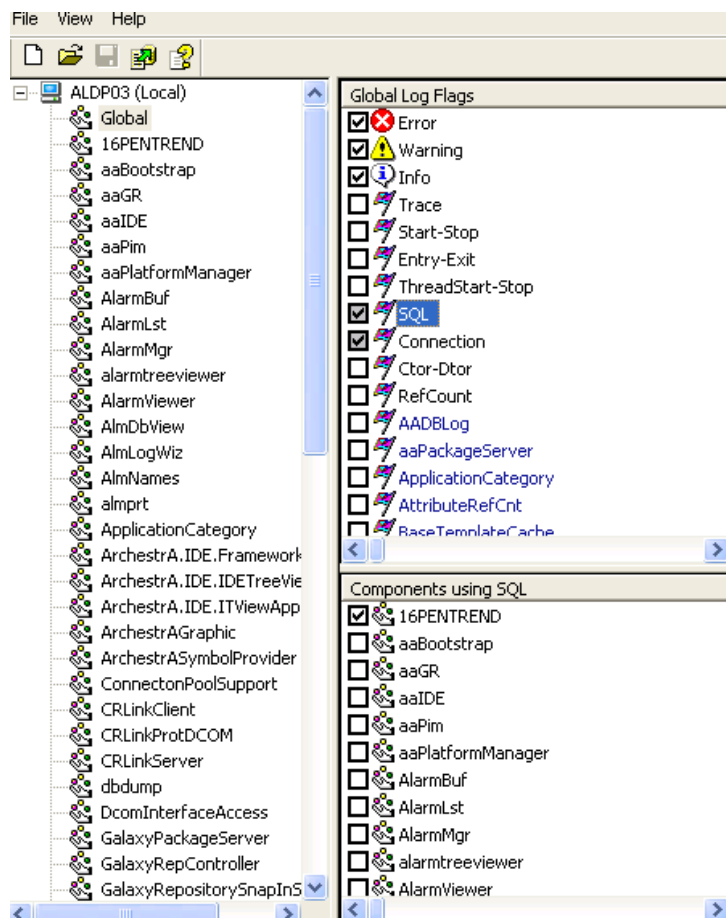 File View Help
ALDP03 (Local)
Global
16PENTREND
aaBootstrap
aaGR
aaIDE
aaPim
aaPlatformManager
AlarmBuf
AlarmLst
AlarmMgr
alarmtreeviewer
AlarmViewer
AlmDbView
AlmLogWiz
AlmNames
almprt
ApplicationCategory
ArchestrA.IDE.Framework
ArchestrA.IDE.IDETreeVie
ArchestrA.IDE.ITViewApp
ArchestrAGraphic
ArchestrASymbolProvider
ConnectonPoolSupport
CRLinkClient
CRLinkProtDCOM
CRLinkServer
dbdump
DcomInterfaceAccess
GalaxyPackageServer
GalaxyRepController
GalaxyRepositorySnapInS
Global Log Flags
Error
Warning
Info
Trace
Start-Stop
Entry-Exit
ThreadStart-Stop
SQL
Connection
Ctor-Dtor
RefCount
AADBLog
aaPackageServer
ApplicationCategory
AttributeRefCnt
BaseTemplateCache
Components using SQL
16PENTREND
aaBootstrap
aaGR
aaIDE
aaPim
aaPlatformManager
AlarmBuf
AlarmLst
AlarmMgr
alarmtreeviewer
AlarmViewer